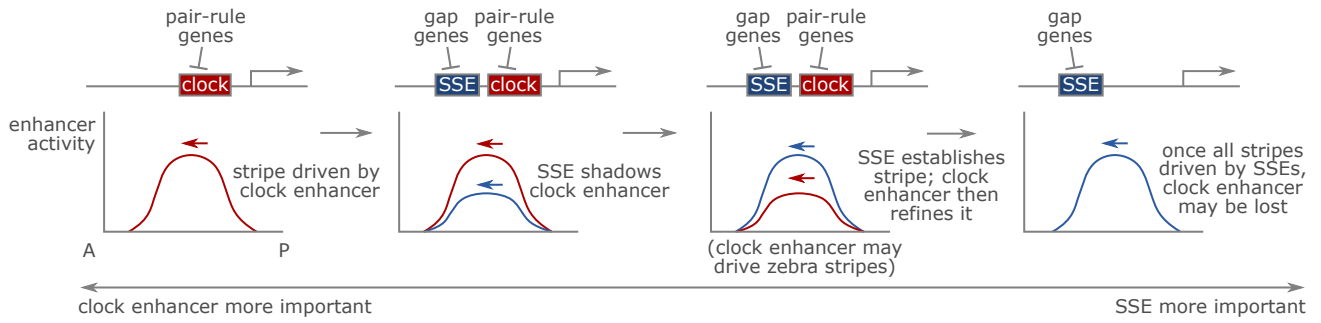 pair-rule
genes
clock
enhancer
activity
stripe driven by
clock enhancer
A
P
gap
genes
pair-rule
genes
SSE
clock
SSE shadows
clock enhancer
gap
genes
pair-rule
genes
SSE
clock
SSE establishes
stripe; clock
enhancer then
refines it
(clock enhancer may
drive zebra stripes)
gap
genes
SSE
once all stripes
driven by SSEs,
clock enhancer
may be lost
clock enhancer more important
SSE more important